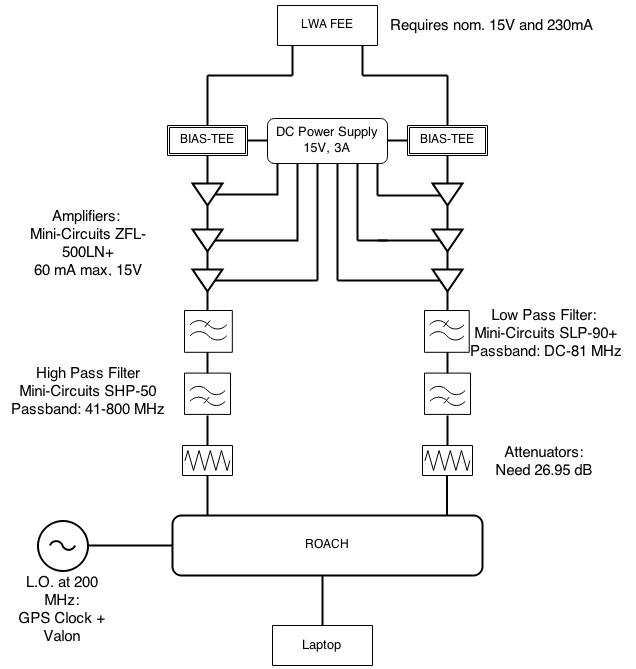 LWA FEE
Requires nom. 15V and 230mA
BIAS-TEE
DC Power Supply
15V, 3A
BIAS-TEE
Amplifiers:
Mini-Circuits ZFL-
500LN+
60 mA max, 15V
Low Pass Filter:
Mini-Circuits SLP-90+
Passband: DC-81 MHz
High Pass Filter
Mini-Circuits SHP-50
Passband: 41-800 MHz
Attenuators:
Need 26.95 dB
ROACH
L.O. at 200
MHz:
GPS Clock +
Valon
Laptop